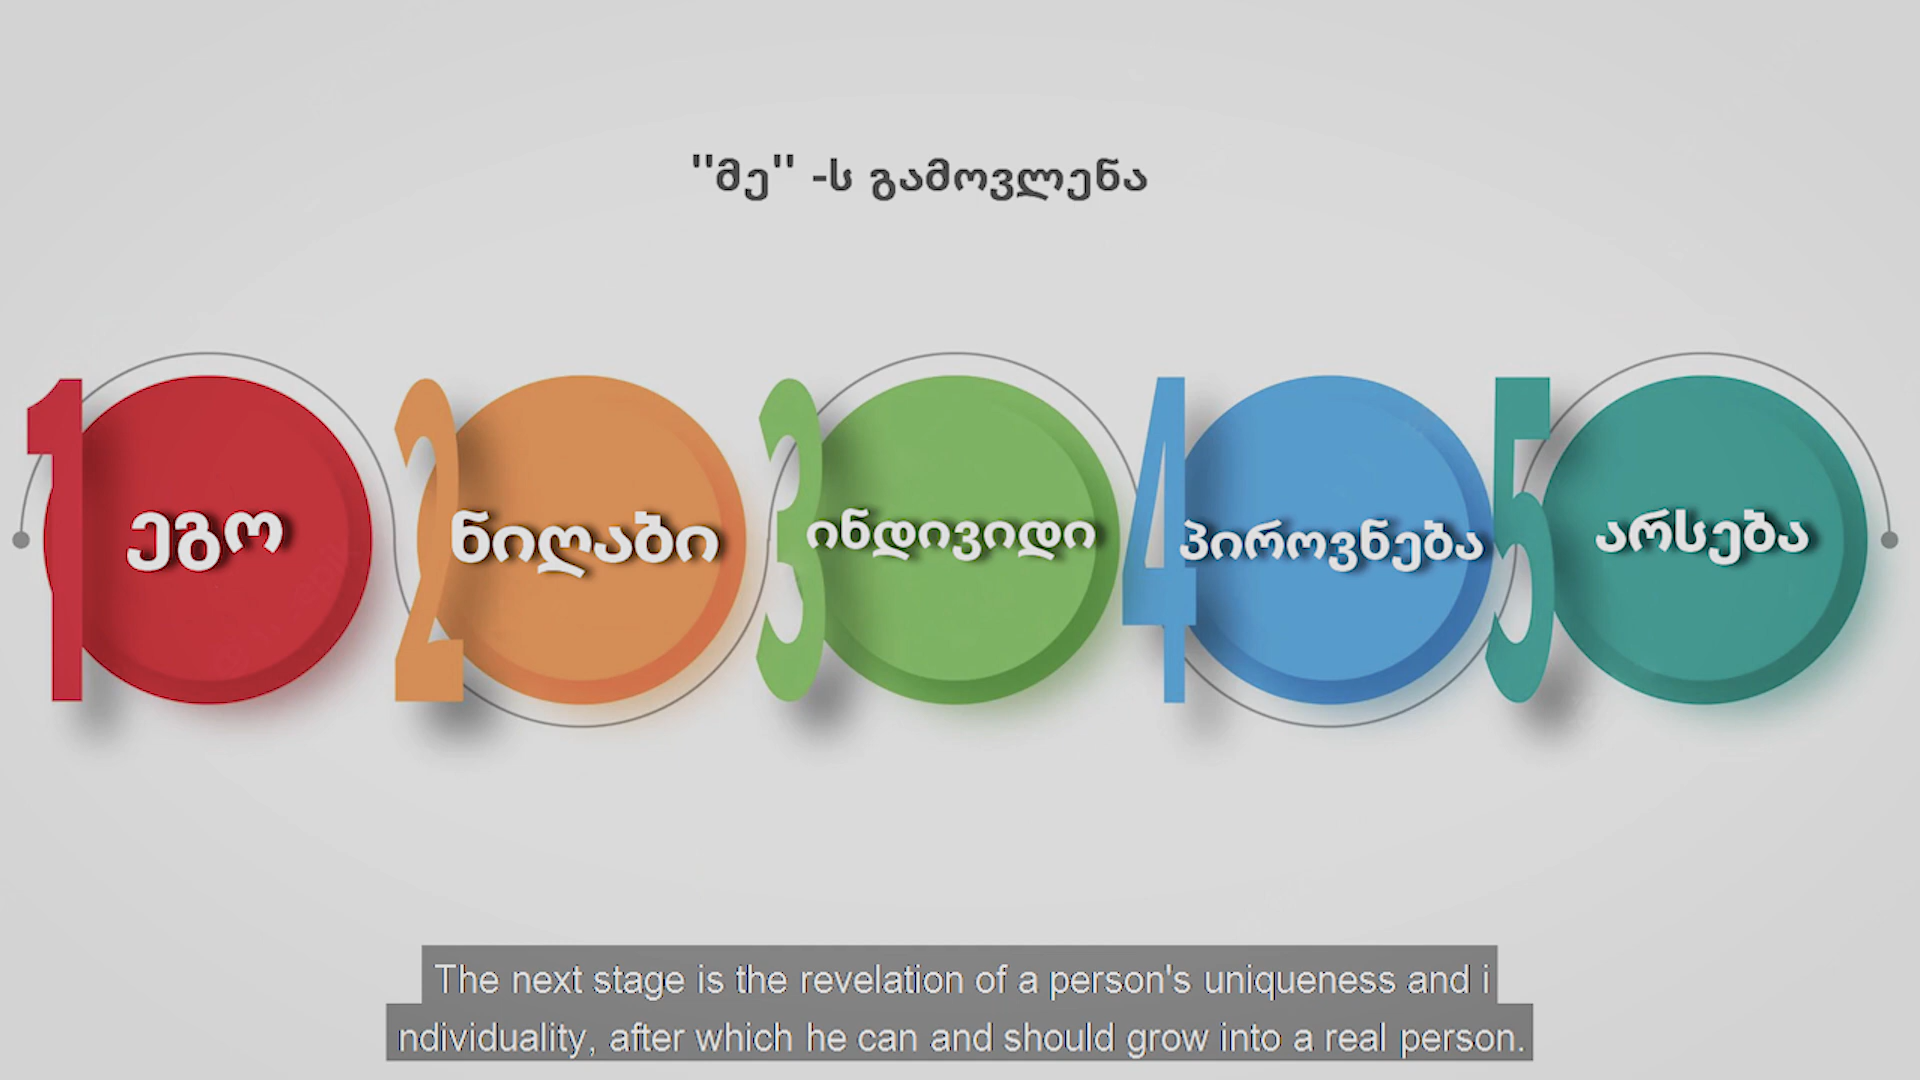 "მე" -ს გამოვლენა
1 ეგო
2 ნიღაბი
3 ინდივიდი
4 პიროვნება
5 არსება
The next stage is the revelation of a person's uniqueness and i
ndividuality, after which he can and should grow into a real person.